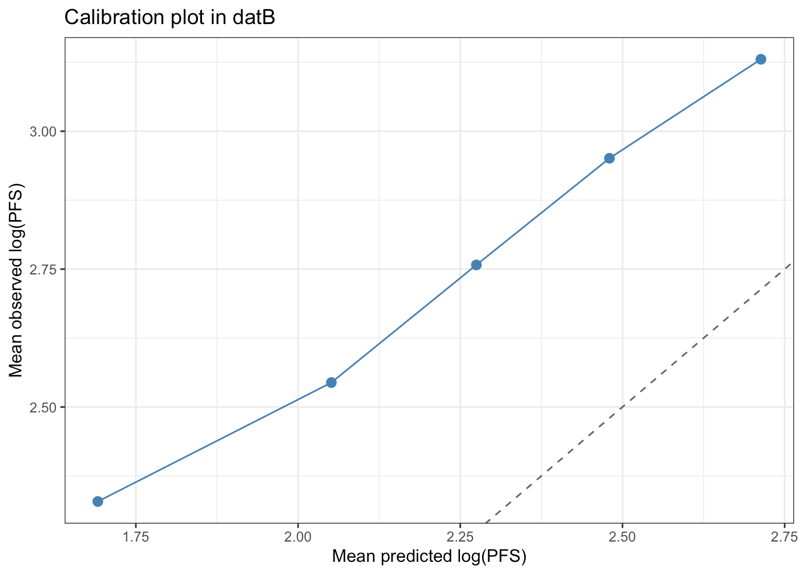 Calibration plot in datB
Mean observed log(PFS)
3.00
2.75
2.50
1.75
2.00
2.25
2.50
2.75
Mean predicted log(PFS)